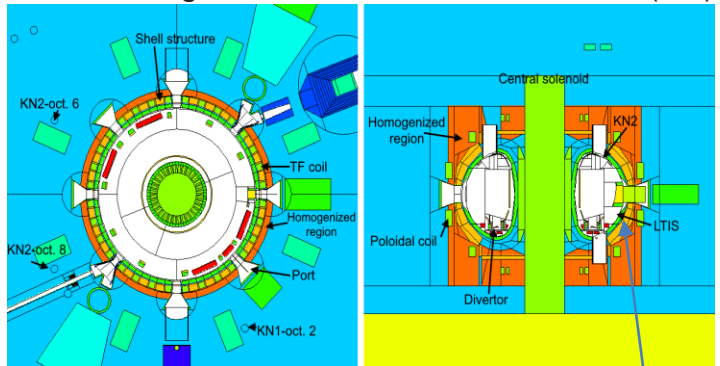 Shell structure
KN2-oct. 6
TF coil
Homogenized
region
KN2-oct. 8
Port
KN1-oct. 2
Central solenoid
KN2
Homogenized
region
LTIS
Poloidal coil
Divertor